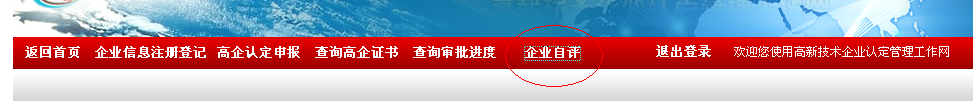 返回首页 企业信息注册登记 高企认定申报 查询高企证书 查询审批进度 企业自评 退出登录 欢迎您使用高新技术企业认定管理工作网